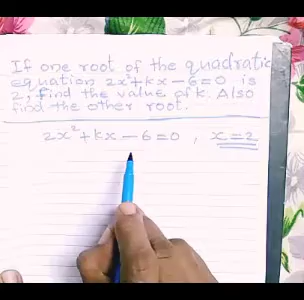 If one root of the quadratic
equation 2x²+kx-6=0 is
2, find the value of k. Also
find the other root.
2x²+kx-6=0, x=2